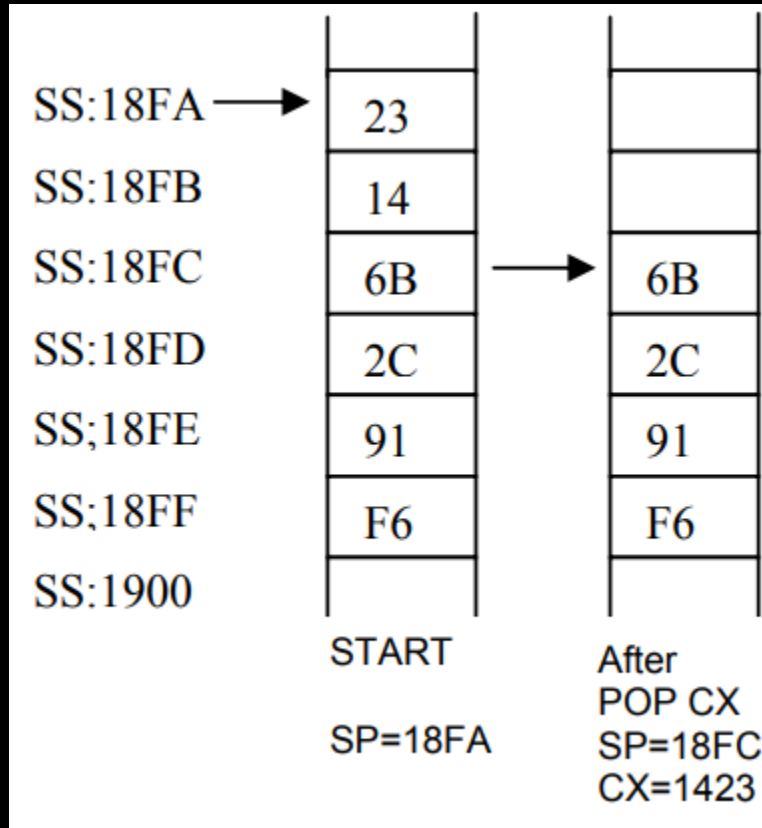 SS:18FA 23
SS:18FB 14
SS:18FC 6B 6B
SS:18FD 2C 2C
SS;18FE 91 91
SS;18FF F6 F6
SS:1900
START
SP=18FA
After
POP CX
SP=18FC
CX=1423